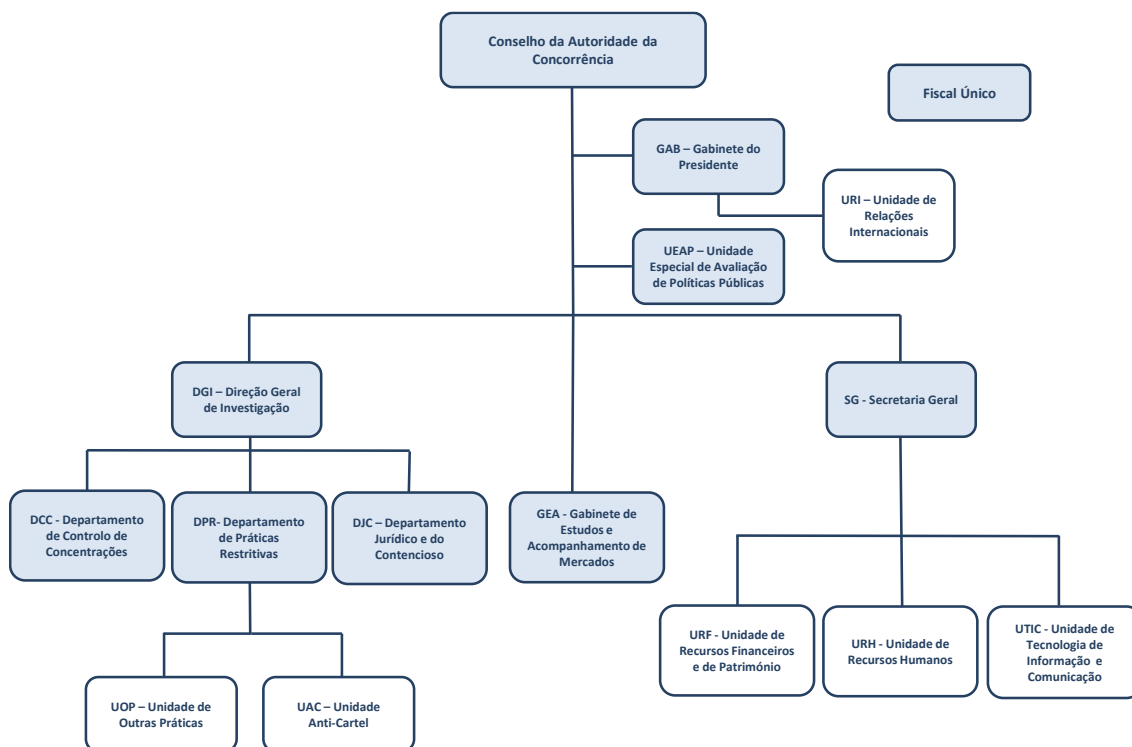 Conselho da Autoridade da
Concorrência
Fiscal Único
GAB – Gabinete do
Presidente
URI – Unidade de
Relações
Internacionais
UEAP – Unidade
Especial de Avaliação
de Políticas Públicas
DGI – Direção Geral
de Investigação
SG - Secretaria Geral
DCC - Departamento
de Controlo de
Concentrações
DPR- Departamento
de Práticas
Restritivas
DJC – Departamento
Jurídico e do
Contencioso
GEA - Gabinete de
Estudos e
Acompanhamento de
Mercados
URF - Unidade de
Recursos Financeiros
e de Património
URH - Unidade de
Recursos Humanos
UTIC - Unidade de
Tecnologia de
Informação e
Comunicação
UOP – Unidade de
Outras Práticas
UAC – Unidade
Anti-Cartel